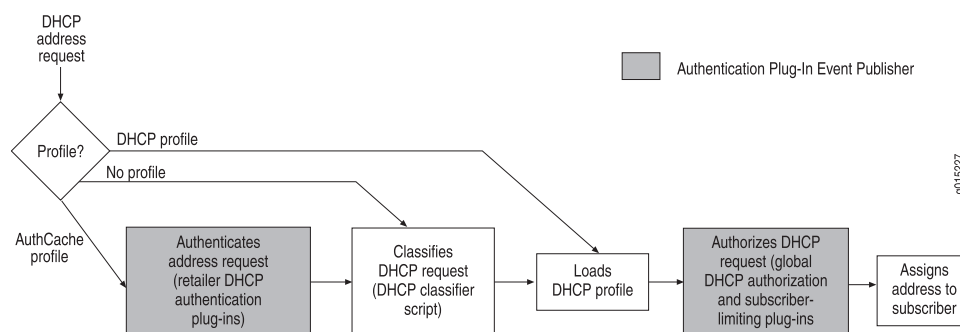 DHCP
address
request
Authentication Plug-In Event Publisher
Profile?
DHCP profile
No profile
g015227
AuthCache
profile
Authenticates
address request
(retailer DHCP
authentication
plug-ins)
Classifies
DHCP request
(DHCP classifier
script)
Loads
DHCP profile
Authorizes DHCP
request (global
DHCP authorization
and subscriber-
limiting plug-ins
Assigns
address to
subscriber